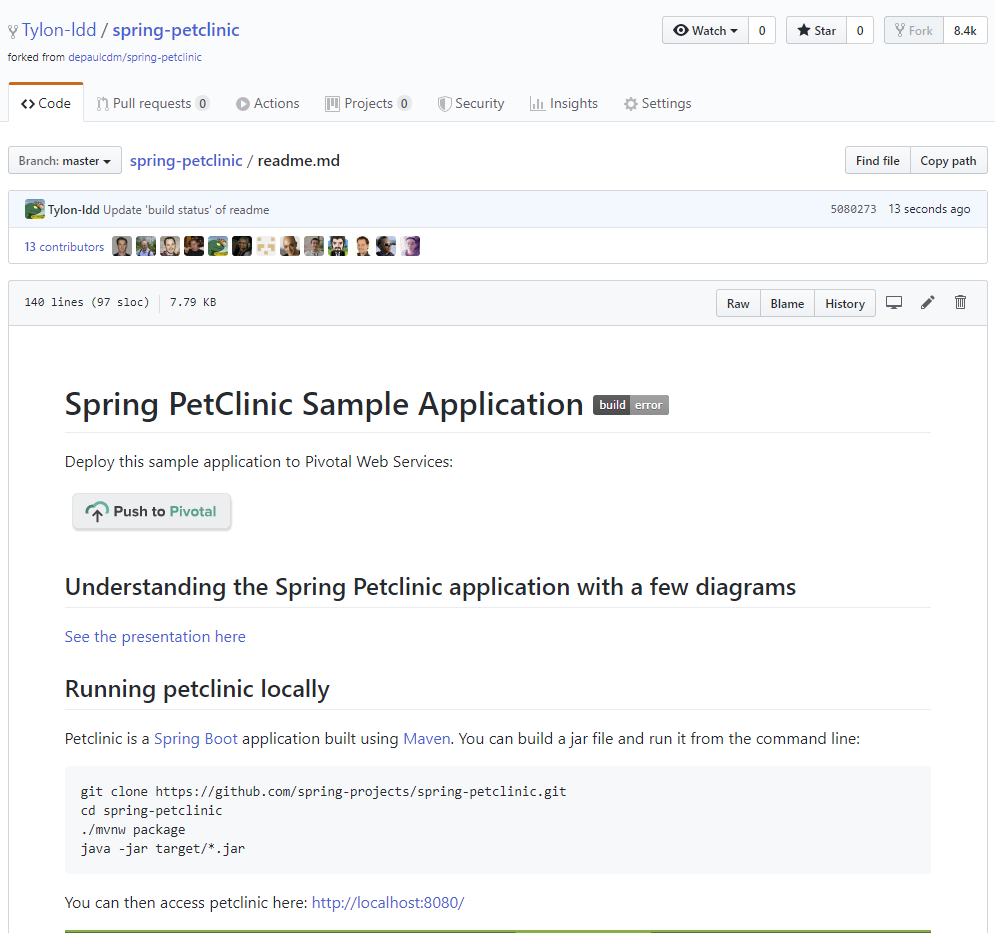 Tylon-ldd / spring-petclinic
Watch 0 Star 0 Fork 8.4k
forked from depaulcdm/spring-petclinic
Code Pull requests 0 Actions Projects 0 Security Insights Settings
Branch: master spring-petclinic / readme.md Find file Copy path
Tylon-ldd Update 'build status' of readme 5080273 13 seconds ago
13 contributors
140 lines (97 sloc) 7.79 KB Raw Blame History
Spring PetClinic Sample Application build error
Deploy this sample application to Pivotal Web Services:
Push to Pivotal
Understanding the Spring Petclinic application with a few diagrams
See the presentation here
Running petclinic locally
Petclinic is a Spring Boot application built using Maven. You can build a jar file and run it from the command line:
git clone https://github.com/spring-projects/spring-petclinic.git
cd spring-petclinic
./mvnw package
java -jar target/*.jar
You can then access petclinic here: http://localhost:8080/